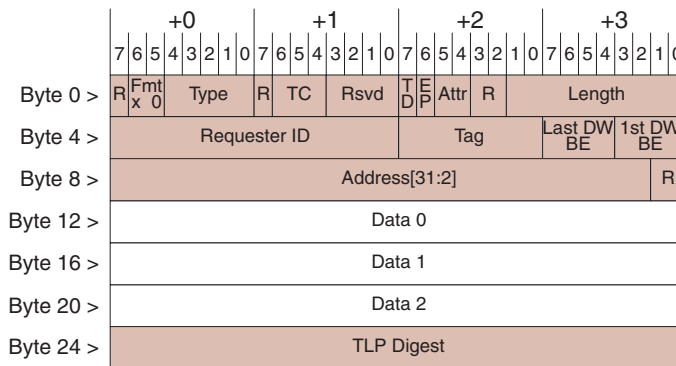 +0 +1 +2 +3
7 6 5 4 3 2 1 0 7 6 5 4 3 2 1 0 7 6 5 4 3 2 1 0 7 6 5 4 3 2 1 0
Byte 0 > R Fmt x 0 Type R TC Rsvd TD EP Attr R Length
Byte 4 > Requester ID Tag Last DW BE 1st DW BE
Byte 8 > Address[31:2] R
Byte 12 > Data 0
Byte 16 > Data 1
Byte 20 > Data 2
Byte 24 > TLP Digest